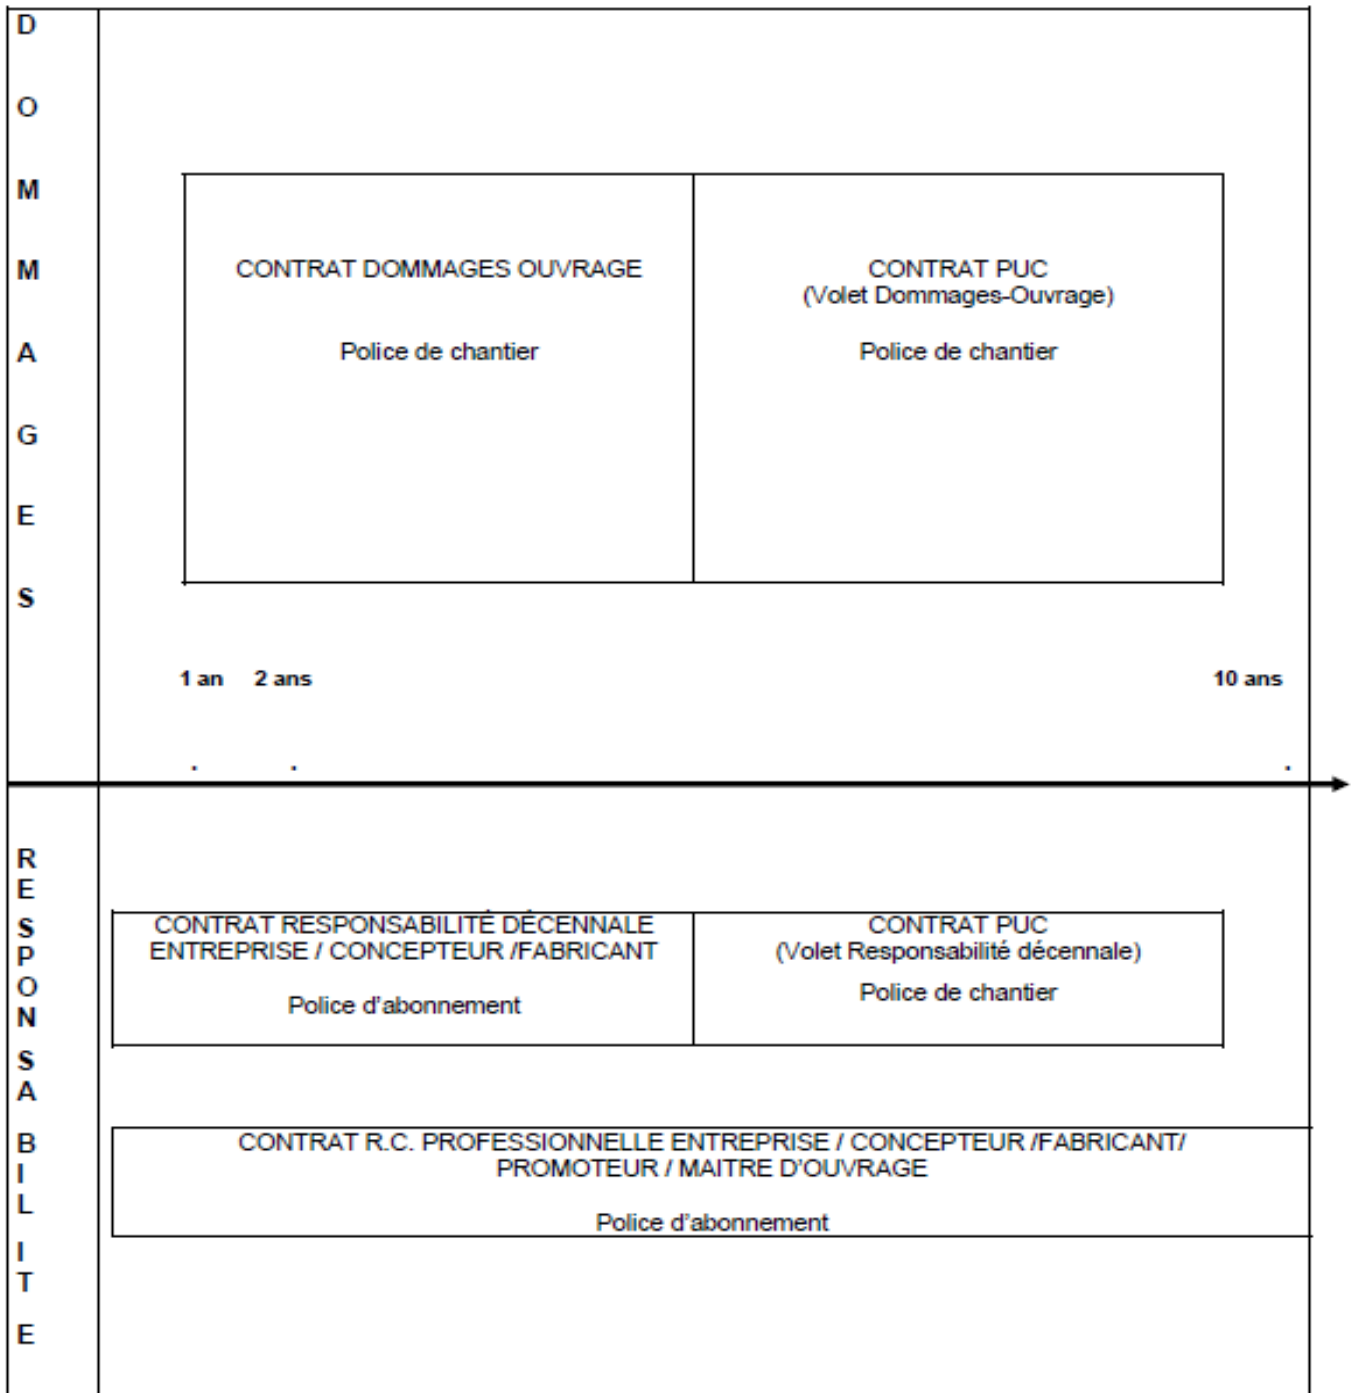 DOMMAGES
CONTRAT DOMMAGES OUVRAGE
Police de chantier
CONTRAT PUC
(Volet Dommages-Ouvrage)
Police de chantier
1 an 2 ans 10 ans
RESPONSABILITE
CONTRAT RESPONSABILITÉ DÉCENNALE
ENTREPRISE / CONCEPTEUR /FABRICANT
Police d'abonnement
CONTRAT PUC
(Volet Responsabilité décennale)
Police de chantier
CONTRAT R.C. PROFESSIONNELLE ENTREPRISE / CONCEPTEUR /FABRICANT/
PROMOTEUR / MAITRE D'OUVRAGE
Police d'abonnement